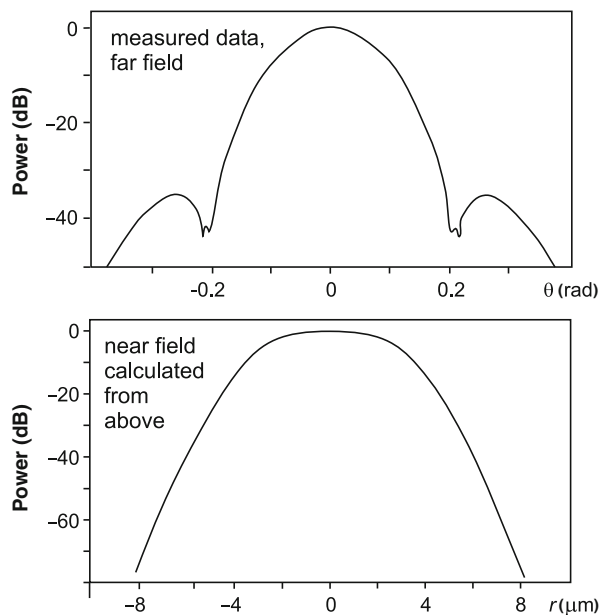 0
-20
-40
Power (dB)
measured data,
far field
-0.2 0 0.2 θ (rad)
0
-20
-40
-60
Power (dB)
near field
calculated
from
above
-8 -4 0 4 8 r (μm)